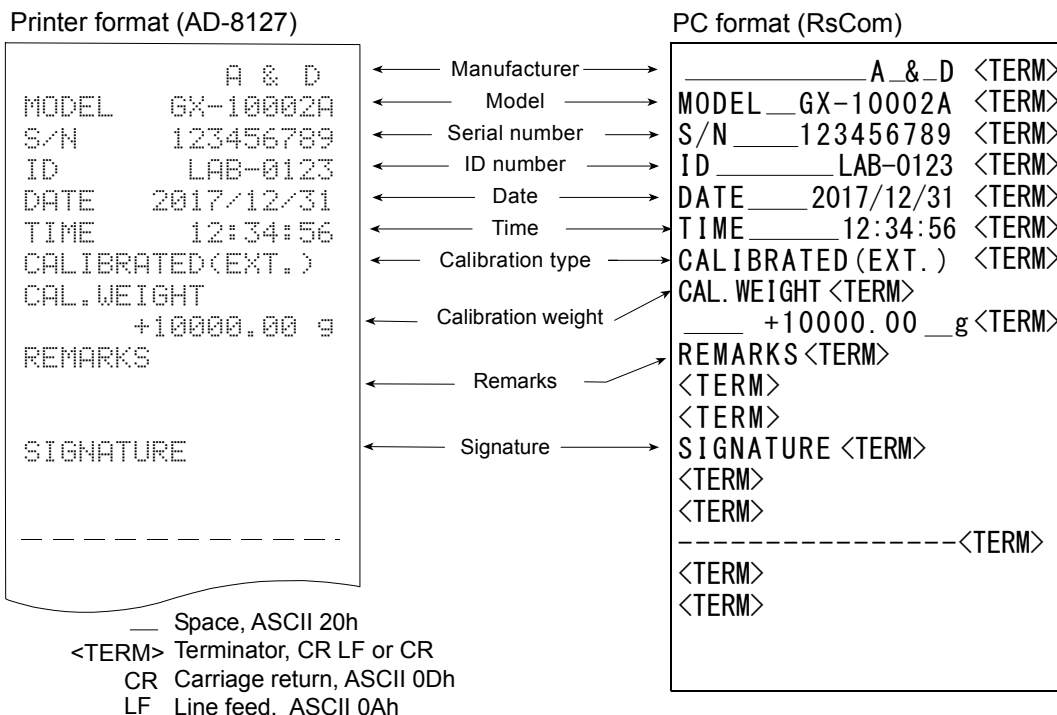 Printer format (AD-8127)
A & D
MODEL GX-10002A
S/N 123456789
ID LAB-0123
DATE 2017/12/31
TIME 12:34:56
CALIBRATED(EXT.)
CAL.WEIGHT
+10000.00 g
REMARKS
SIGNATURE
Manufacturer
Model
Serial number
ID number
Date
Time
Calibration type
Calibration weight
Remarks
Signature
PC format (RsCom)
_____________A_&_D <TERM>
MODEL__GX-10002A <TERM>
S/N____123456789 <TERM>
ID________LAB-0123 <TERM>
DATE____2017/12/31 <TERM>
TIME______12:34:56 <TERM>
CALIBRATED(EXT.) <TERM>
CAL.WEIGHT<TERM>
____ +10000.00 __g<TERM>
REMARKS<TERM>
<TERM>
<TERM>
SIGNATURE <TERM>
<TERM>
<TERM>
----------------<TERM>
<TERM>
<TERM>
__ Space, ASCII 20h
<TERM> Terminator, CR LF or CR
CR Carriage return, ASCII 0Dh
LF Line feed, ASCII 0Ah